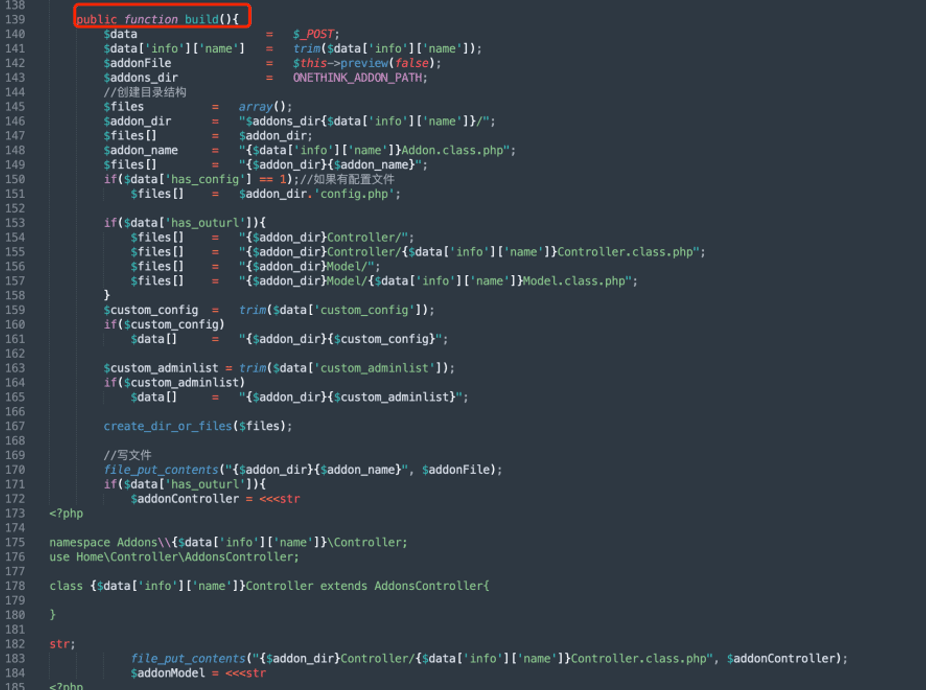 138
139 public function build(){
140 $data = $_POST;
141 $data['info']['name'] = trim($data['info']['name']);
142 $addonFile = $this->preview(false);
143 $addons_dir = ONETHINK_ADDON_PATH;
144 //创建目录结构
145 $files = array();
146 $addon_dir = "$addons_dir{$data['info']['name']}/";
147 $files[] = $addon_dir;
148 $addon_name = "{$data['info']['name']}Addon.class.php";
149 $files[] = "{$addon_dir}{$addon_name}";
150 if($data['has_config'] == 1);//如果有配置文件
151 $files[] = $addon_dir.'config.php';
152
153 if($data['has_outurl']){
154 $files[] = "{$addon_dir}Controller/";
155 $files[] = "{$addon_dir}Controller/{$data['info']['name']}Controller.class.php";
156 $files[] = "{$addon_dir}Model/";
157 $files[] = "{$addon_dir}Model/{$data['info']['name']}Model.class.php";
158 }
159 $custom_config = trim($data['custom_config']);
160 if($custom_config)
161 $data[] = "{$addon_dir}{$custom_config}";
162
163 $custom_adminlist = trim($data['custom_adminlist']);
164 if($custom_adminlist)
165 $data[] = "{$addon_dir}{$custom_adminlist}";
166
167 create_dir_or_files($files);
168
169 //写文件
170 file_put_contents("{$addon_dir}{$addon_name}", $addonFile);
171 if($data['has_outurl']){
172 $addonController = <<<str
173 <?php
174
175 namespace Addons\\{$data['info']['name']}\Controller;
176 use Home\Controller\AddonsController;
177
178 class {$data['info']['name']}Controller extends AddonsController{
179
180 }
181
182 str;
183 file_put_contents("{$addon_dir}Controller/{$data['info']['name']}Controller.class.php", $addonController);
184 $addonModel = <<<str
185 <?php